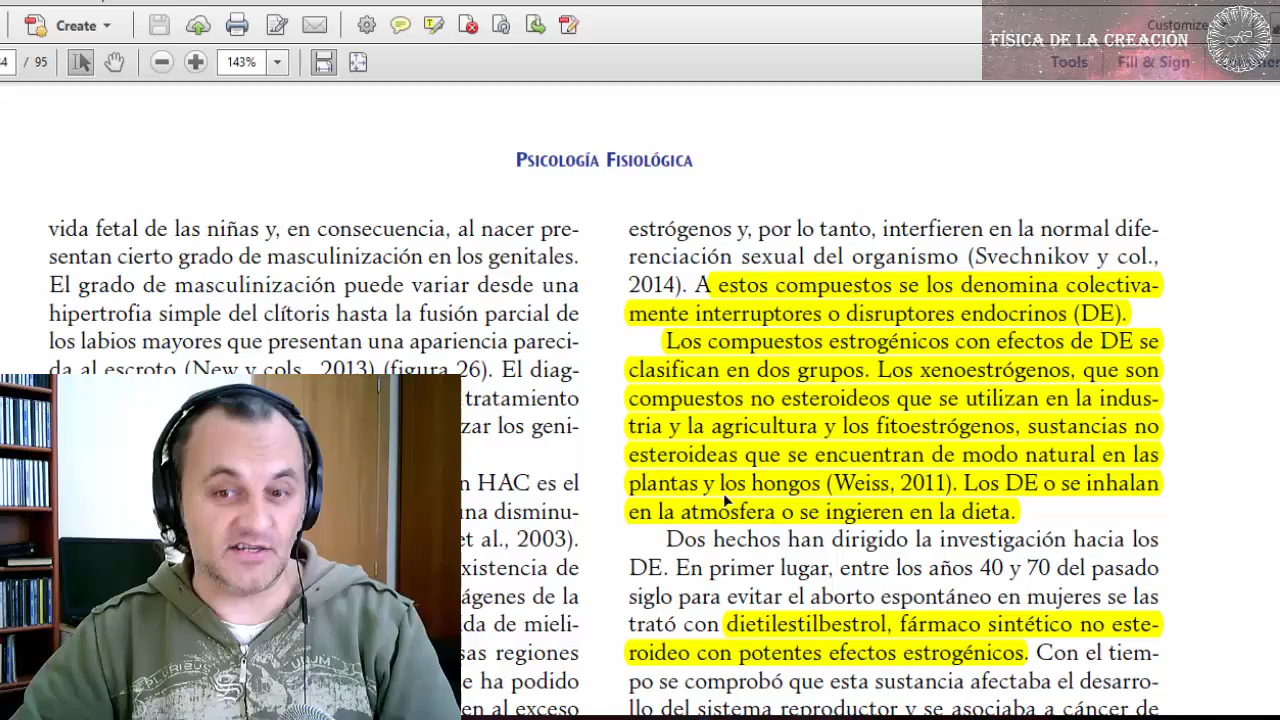 Create
Customize
FÍSICA DE LA CREACIÓN
/ 95
143%
Tools
Fill & Sign
PSICOLOGÍA FISIOLÓGICA
vida fetal de las niñas y, en consecuencia, al nacer pre-
sentan cierto grado de masculinización en los genitales.
El grado de masculinización puede variar desde una
hipertrofia simple del clítoris hasta la fusión parcial de
los labios mayores que presentan una apariencia pareci-
da al escroto (New y cols., 2013) (figura 26). El diag-
tratamiento
zar los geni-
HAC es el
una disminu-
et al., 2003).
existencia de
ágenes de la
da de mieli-
sas regiones
e ha podido
en al exceso
estrógenos y, por lo tanto, interfieren en la normal dife-
renciación sexual del organismo (Svechnikov y col.,
2014). A estos compuestos se los denomina colectiva-
mente interruptores o disruptores endocrinos (DE).
Los compuestos estrogénicos con efectos de DE se
clasifican en dos grupos. Los xenoestrógenos, que son
compuestos no esteroideos que se utilizan en la indus-
tria y la agricultura y los fitoestrógenos, sustancias no
esteroideas que se encuentran de modo natural en las
plantas y los hongos (Weiss, 2011). Los DE o se inhalan
en la atmósfera o se ingieren en la dieta.
Dos hechos han dirigido la investigación hacia los
DE. En primer lugar, entre los años 40 y 70 del pasado
siglo para evitar el aborto espontáneo en mujeres se las
trató con dietilestilbestrol, fármaco sintético no este-
roideo con potentes efectos estrogénicos. Con el tiem-
po se comprobó que esta sustancia afectaba el desarro-
llo del sistema reproductor y se asociaba a cáncer de